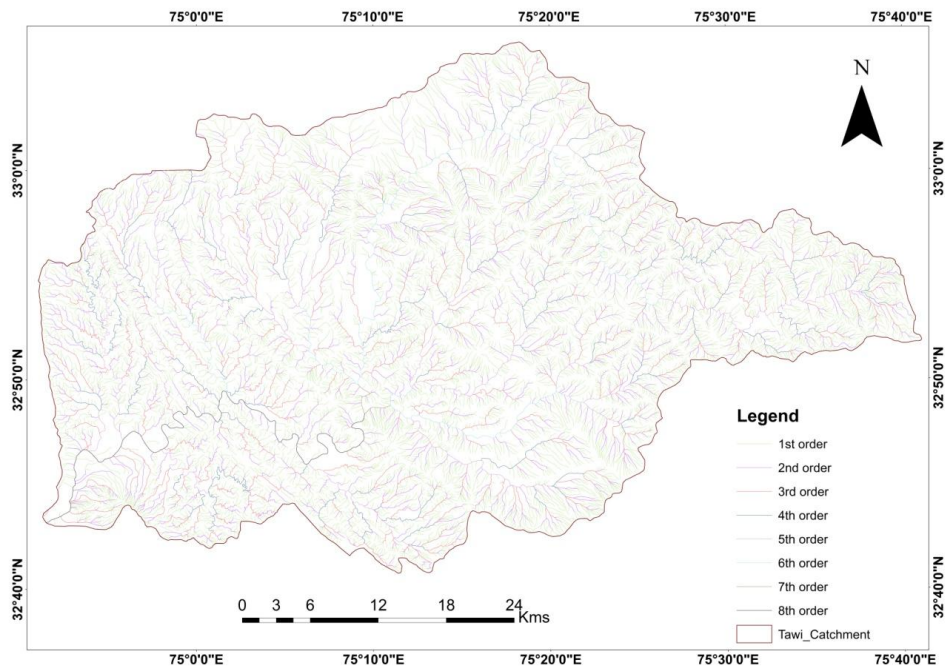 75°0'0"E 75°10'0"E 75°20'0"E 75°30'0"E 75°40'0"E
N
33°0'0"N 33°0'0"N
32°50'0"N 32°50'0"N
Legend
1st order
2nd order
3rd order
4th order
5th order
6th order
7th order
8th order
Tawi_Catchment
32°40'0"N 32°40'0"N
0 3 6 12 18 24
Kms
75°0'0"E 75°10'0"E 75°20'0"E 75°30'0"E 75°40'0"E